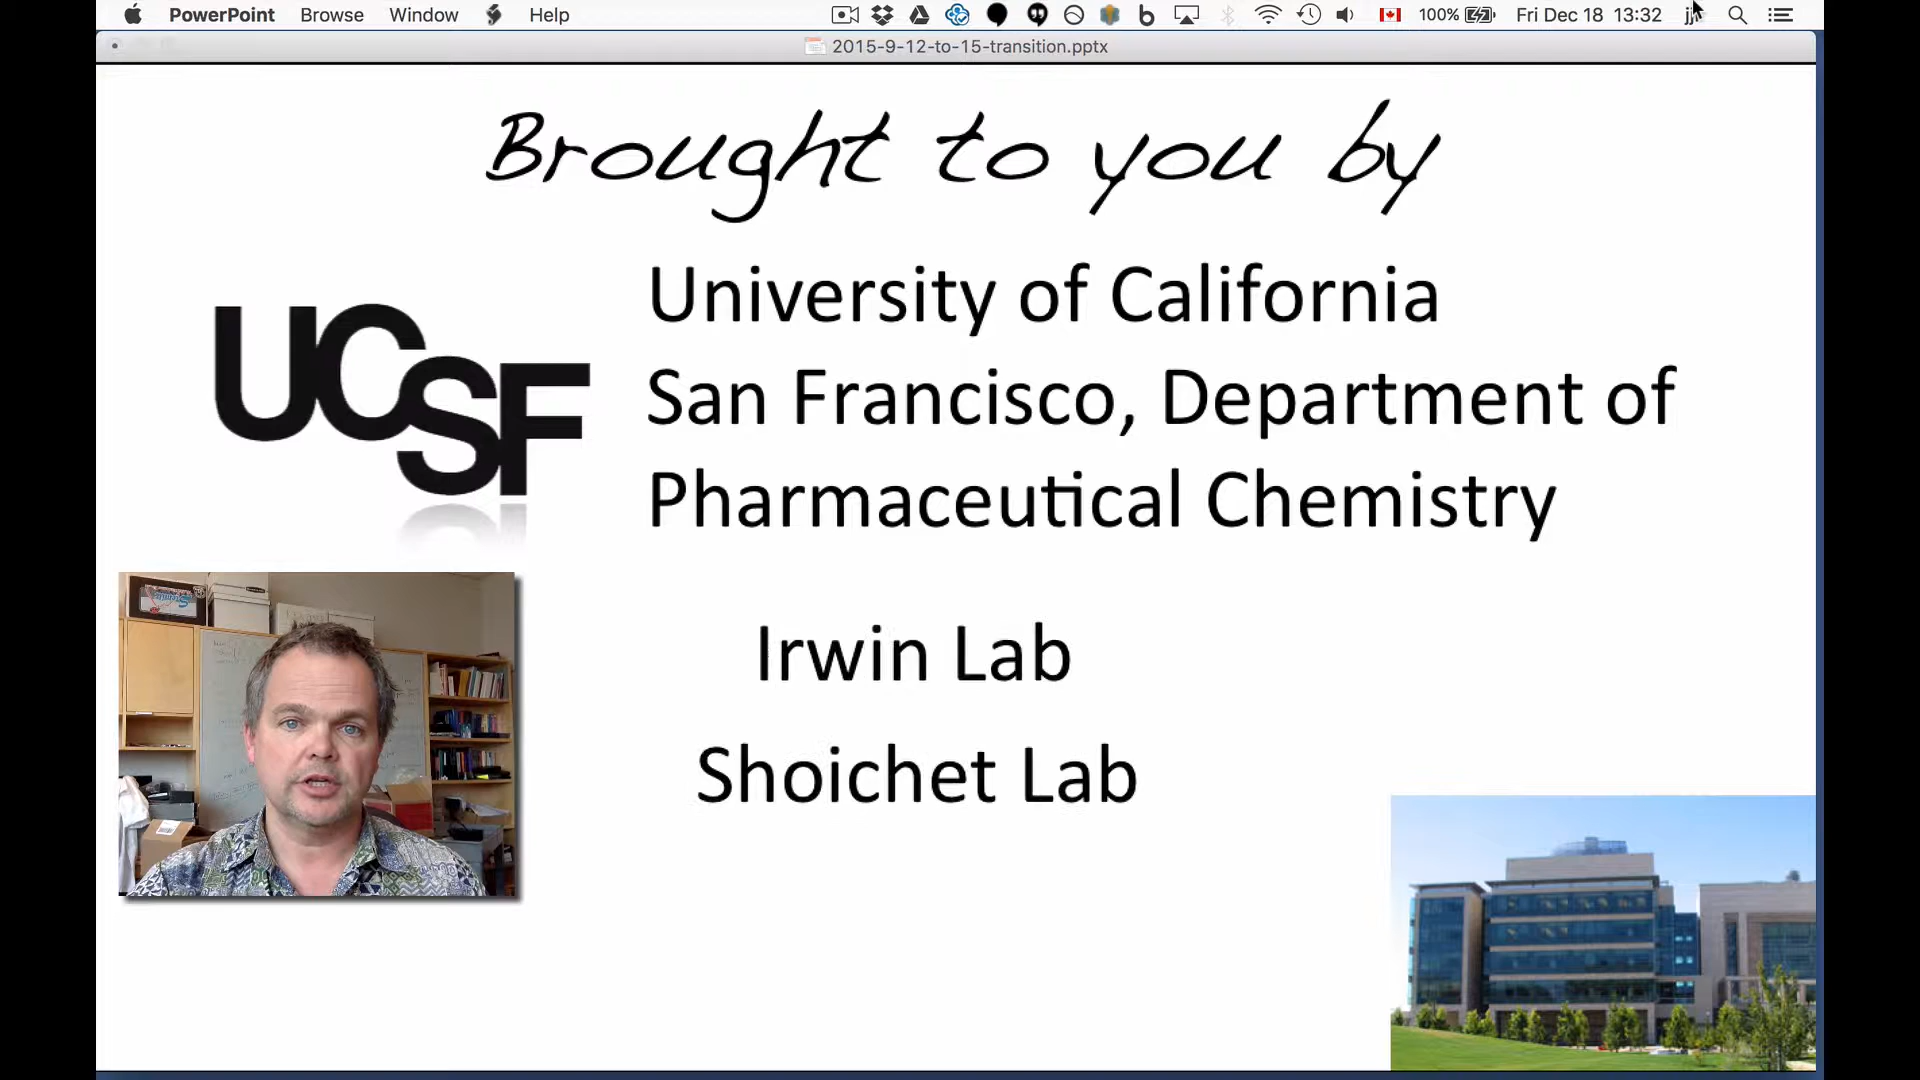 PowerPoint Browse Window Help 100% Fri Dec 18 13:32
2015-9-12-to-15-transition.pptx
Brought to you by
UCSF
University of California
San Francisco, Department of
Pharmaceutical Chemistry
Irwin Lab
Shoichet Lab